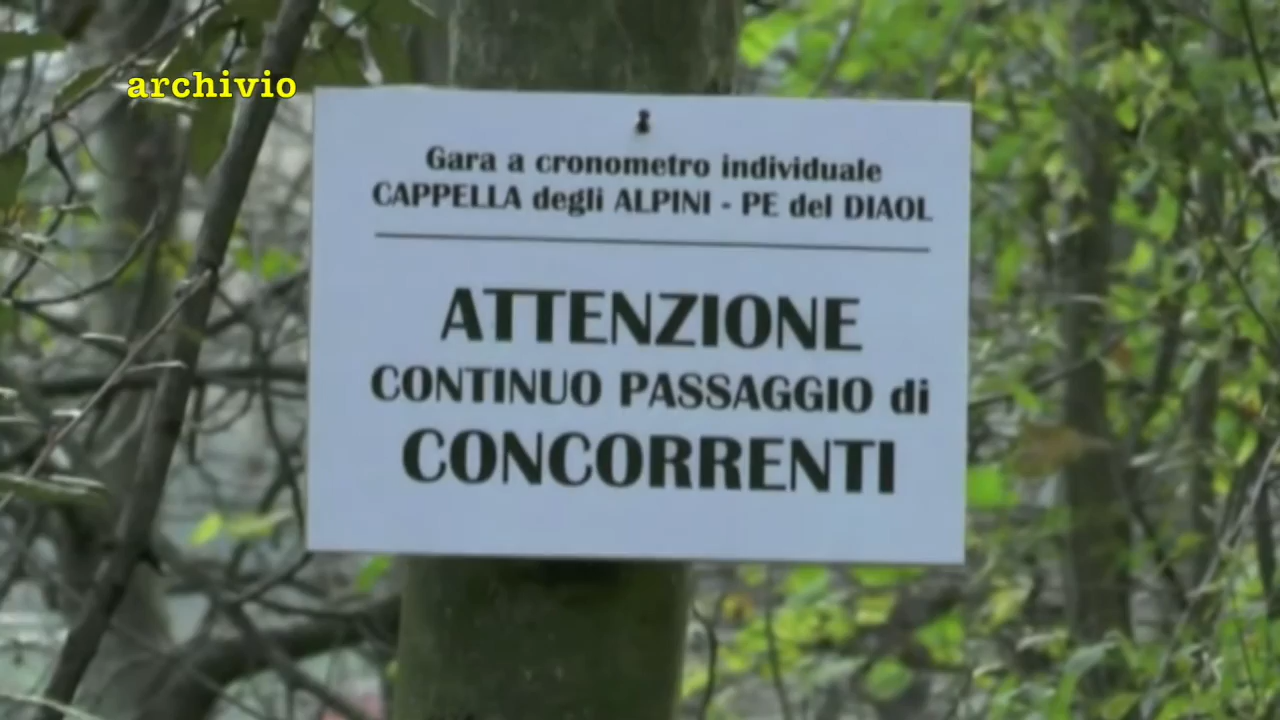 archivio
Gara a cronometro individuale
CAPPELLA degli ALPINI - PE del DIAOL
ATTENZIONE
CONTINUO PASSAGGIO di
CONCORRENTI